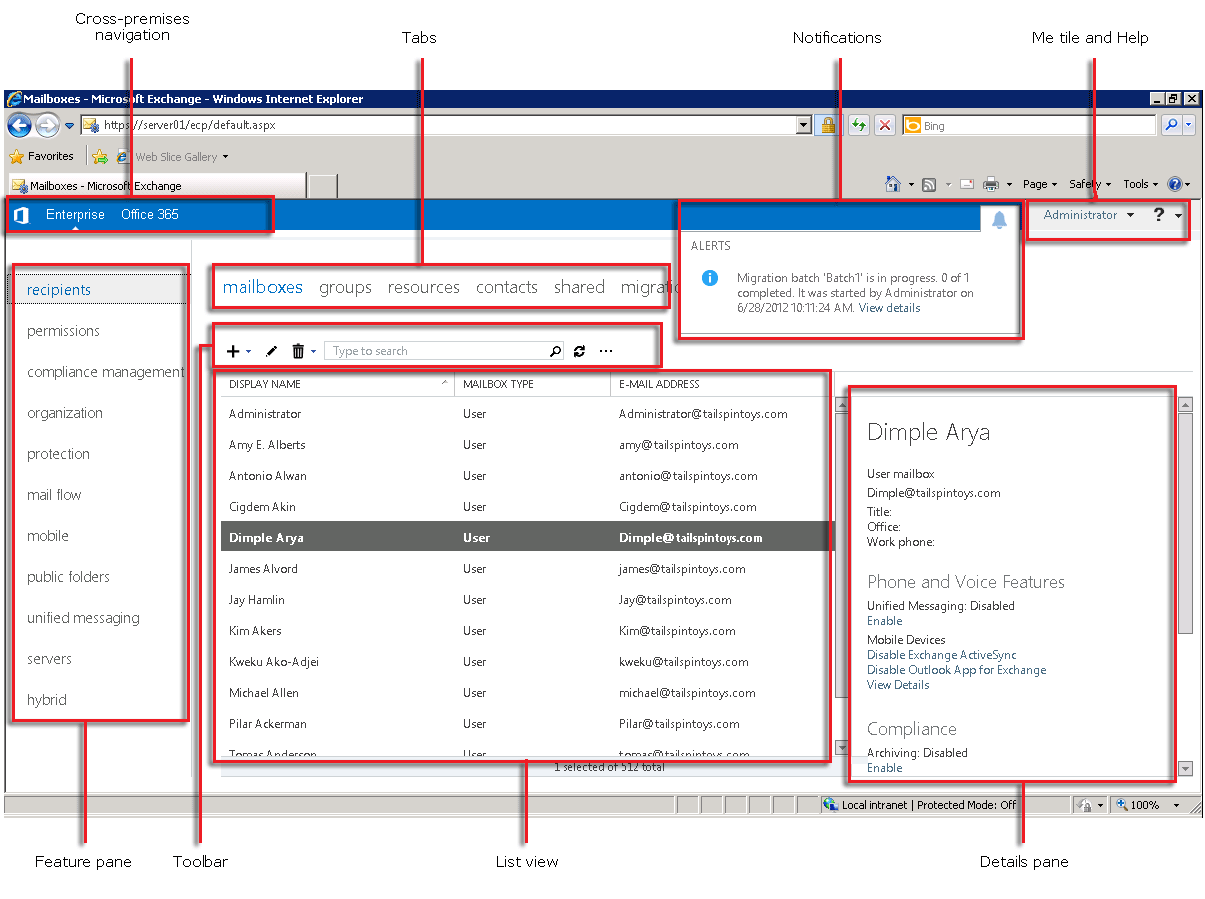 Cross-premises
navigation
Tabs
Notifications
Me tile and Help
Mailboxes - Microsoft Exchange - Windows Internet Explorer
https://server01/ecp/default.aspx
Bing
Favorites
Web Slice Gallery
Mailboxes - Microsoft Exchange
Page
Safety
Tools
Enterprise Office 365
Administrator ?
ALERTS
Migration batch 'Batch1' is in progress. 0 of 1
completed. It was started by Administrator on
6/28/2012 10:11:24 AM. View details
recipients
permissions
compliance management
organization
protection
mail flow
mobile
public folders
unified messaging
servers
hybrid
mailboxes groups resources contacts shared migratio
Type to search
DISPLAY NAME MAILBOX TYPE E-MAIL ADDRESS
Administrator User Administrator@tailspintoys.com
Amy E. Alberts User amy@tailspintoys.com
Antonio Alwan User antonio@tailspintoys.com
Cigdem Akin User Cigdem@tailspintoys.com
Dimple Arya User Dimple@tailspintoys.com
James Alvord User james@tailspintoys.com
Jay Hamlin User Jay@tailspintoys.com
Kim Akers User Kim@tailspintoys.com
Kweku Ako-Adjei User kweku@tailspintoys.com
Michael Allen User michael@tailspintoys.com
Pilar Ackerman User Pilar@tailspintoys.com
Tomas Anderson User tomas@tailspintoys.com
1 selected of 512 total
Dimple Arya
User mailbox
Dimple@tailspintoys.com
Title:
Office:
Work phone:
Phone and Voice Features
Unified Messaging: Disabled
Enable
Mobile Devices
Disable Exchange ActiveSync
Disable Outlook App for Exchange
View Details
Compliance
Archiving: Disabled
Enable
Local intranet | Protected Mode: Off
100%
Feature pane
Toolbar
List view
Details pane